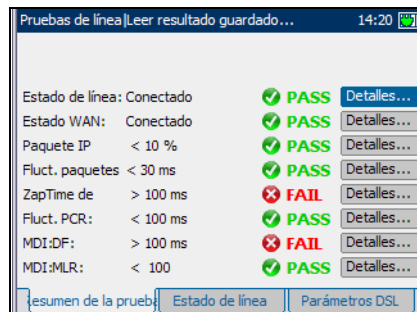 Pruebas de línea|Leer resultado guardado... 14:20
Estado de línea: Conectado PASS Detalles...
Estado WAN: Conectado PASS Detalles...
Paquete IP < 10 % PASS Detalles...
Fluct. paquetes < 30 ms PASS Detalles...
ZapTime de > 100 ms FAIL Detalles...
Fluct. PCR: < 100 ms PASS Detalles...
MDI:DF: > 100 ms FAIL Detalles...
MDI:MLR: < 100 PASS Detalles...
esumen de la prueb Estado de línea Parámetros DSL